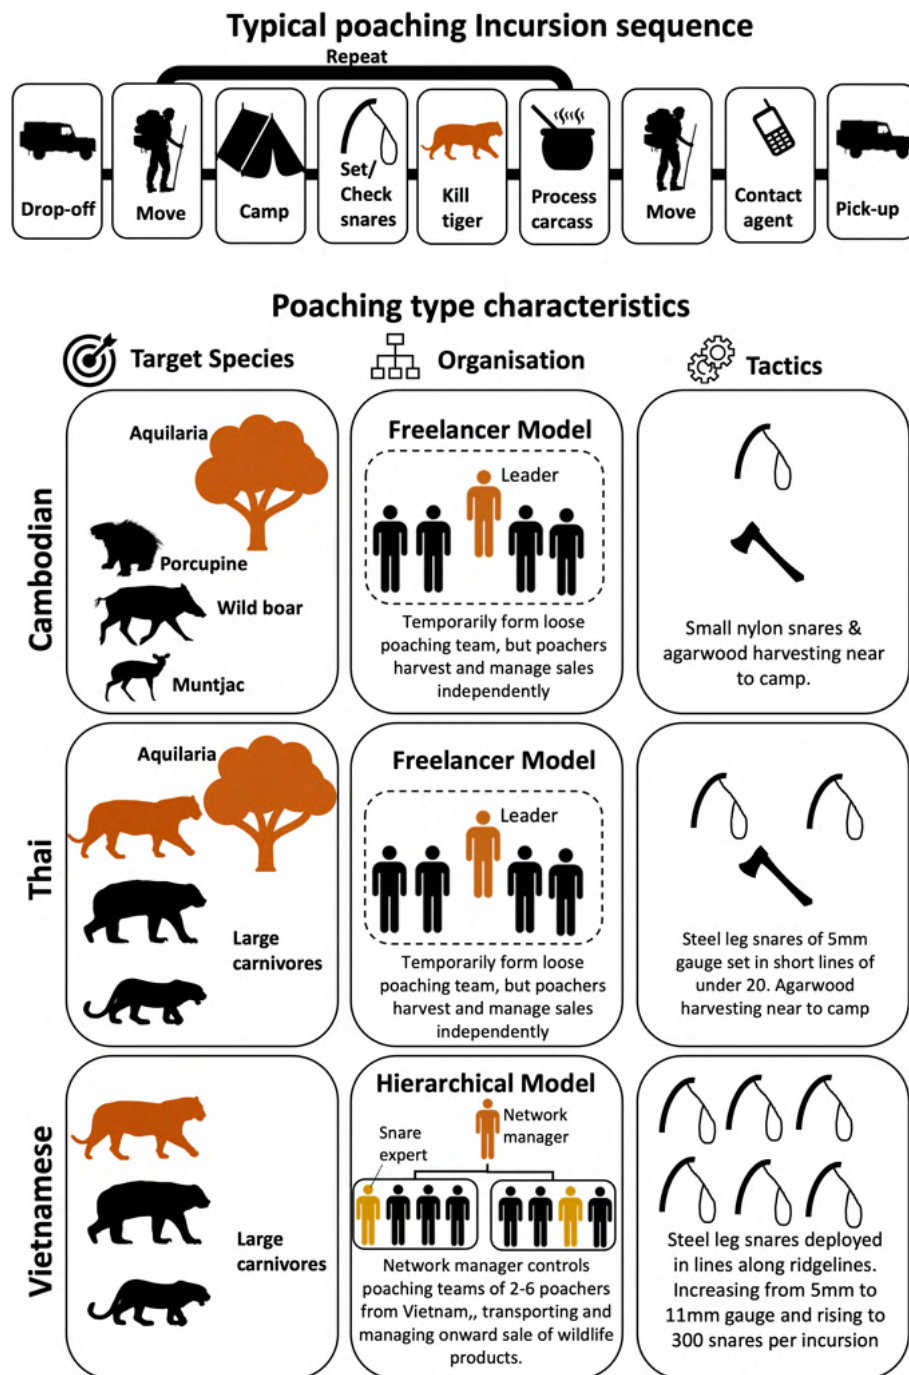 Typical poaching Incursion sequence
Repeat
Drop-off
Move
Camp
Set/
Check
snares
Kill
tiger
Process
carcass
Move
Contact
agent
Pick-up
Poaching type characteristics
Target Species
Organisation
Tactics
Cambodian
Aquilaria
Porcupine
Wild boar
Muntjac
Freelancer Model
Leader
Temporarily form loose
poaching team, but poachers
harvest and manage sales
independently
Small nylon snares &
agarwood harvesting near
to camp.
Thai
Aquilaria
Large
carnivores
Freelancer Model
Leader
Temporarily form loose
poaching team, but poachers
harvest and manage sales
independently
Steel leg snares of 5mm
gauge set in short lines of
under 20. Agarwood
harvesting near to camp
Vietnamese
Large
carnivores
Hierarchical Model
Network
manager
Snare
expert
Network manager controls
poaching teams of 2-6 poachers
from Vietnam,, transporting and
managing onward sale of wildlife
products.
Steel leg snares deployed
in lines along ridgelines.
Increasing from 5mm to
11mm gauge and rising to
300 snares per incursion